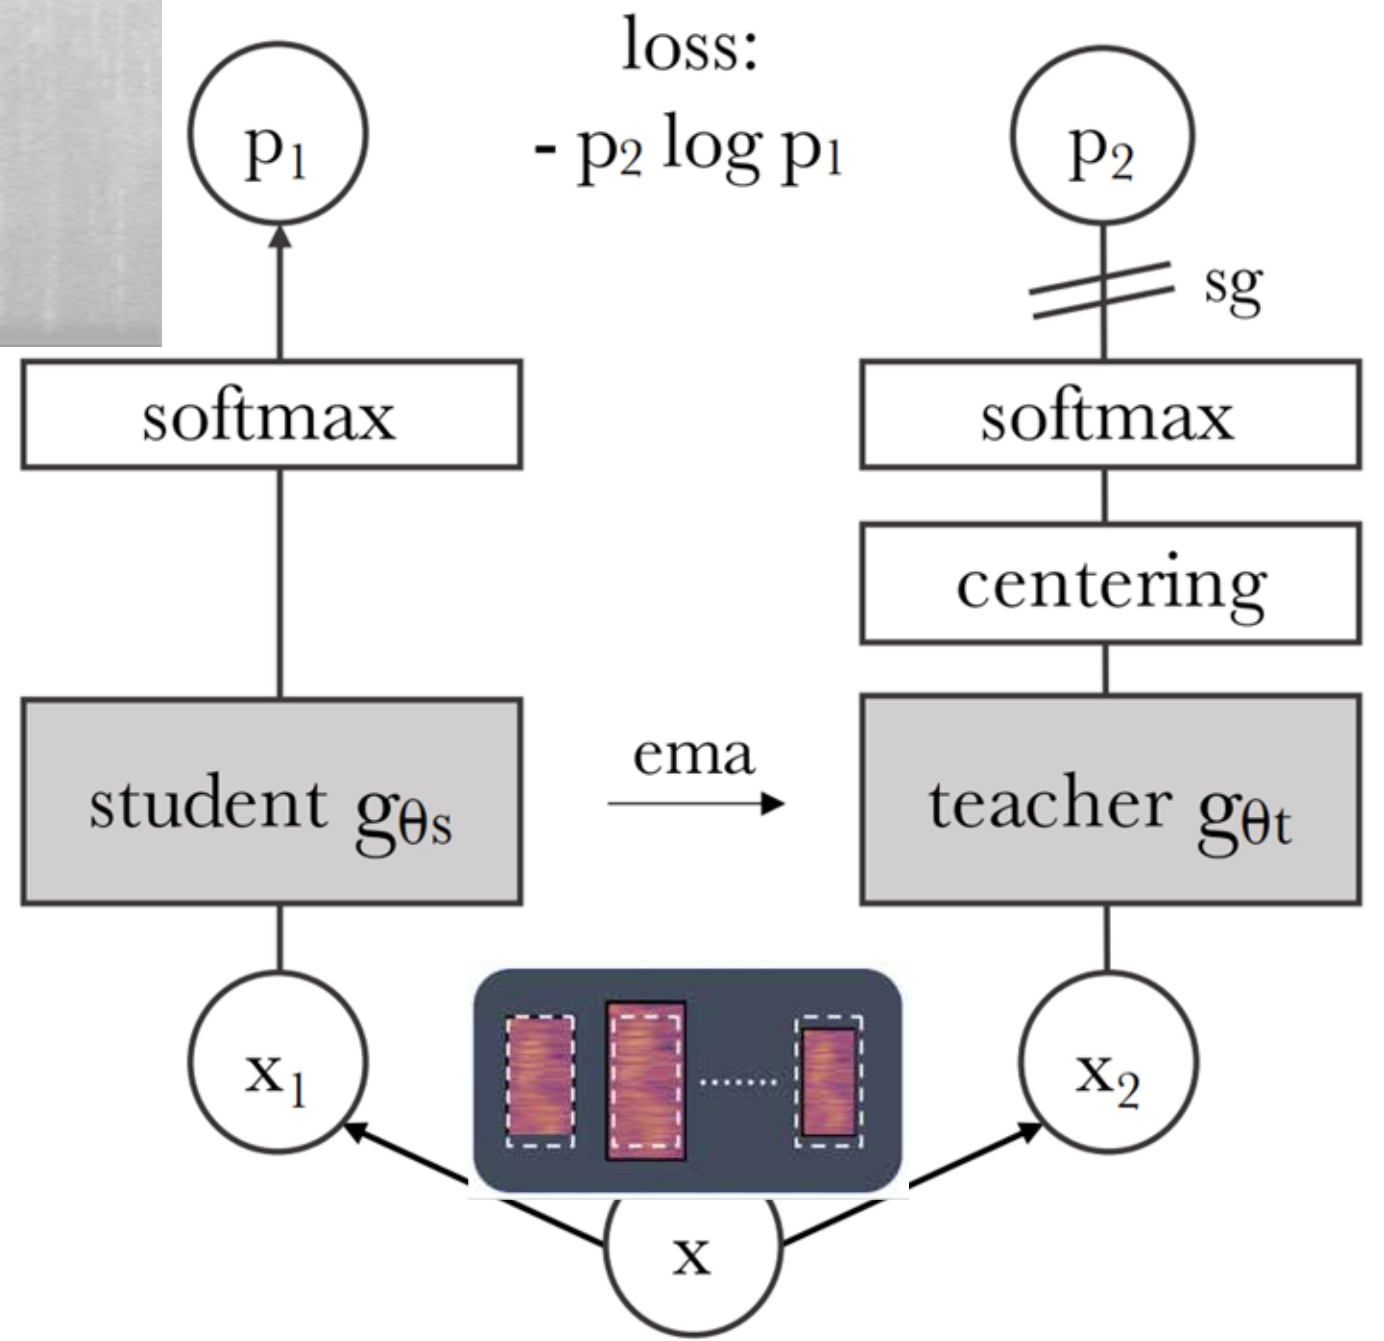 loss:
- p₂ log p₁
p₁
p₂
sg
softmax
softmax
centering
student gθs
ema
teacher gθt
x₁
x₂
x